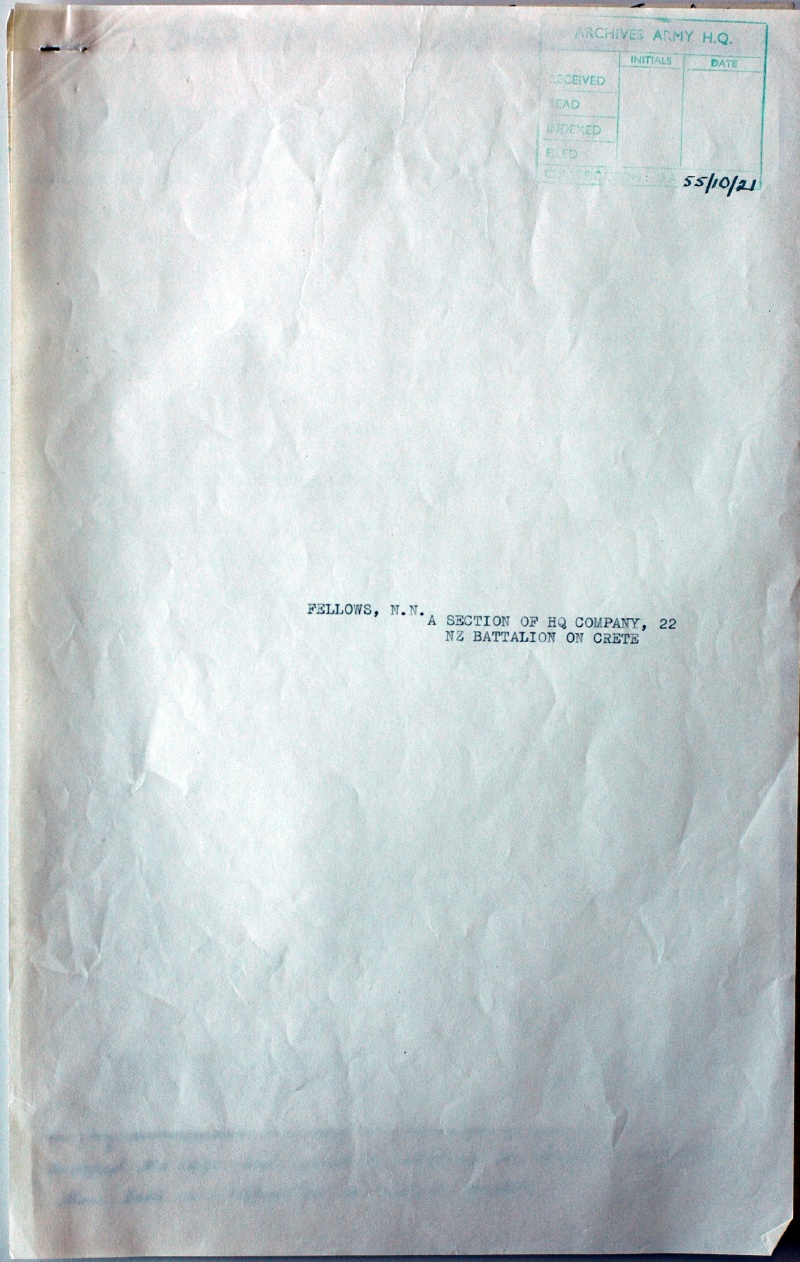 ARCHIVES ARMY H.Q.
INITIALS DATE
RECEIVED
READ
INDEXED
FILED
55/10/21
FELLOWS, N.N.
A SECTION OF HQ COMPANY, 22
NZ BATTALION ON CRETE